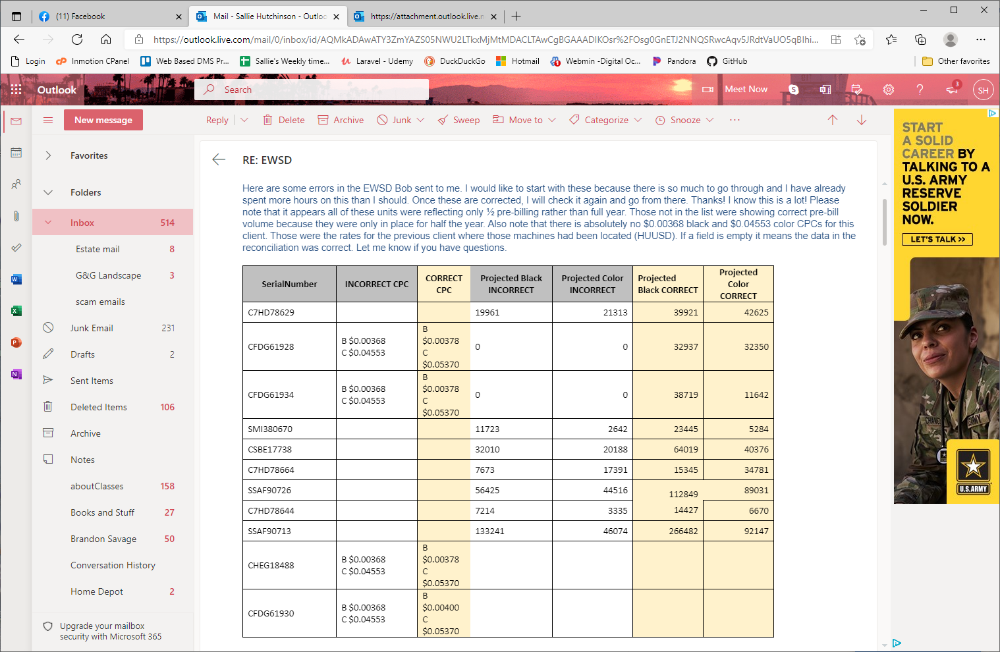 (11) Facebook
Mail - Sallie Hutchinson - Outloo
https://attachment.outlook.live.n
https://outlook.live.com/mail/0/inbox/id/AQMkADAwATY3ZmYAZS05NWU2LTkxMjMtMDACLTAwCgBGAAADIKOsr%2FOsg0GnETJ2NNQSRwcAqv5JRdtVaUO5qBIhi...
Login
Inmotion CPanel
Web Based DMS Pr...
Sallie's Weekly time...
Laravel - Udemy
DuckDuckGo
Hotmail
Webmin -Digital Oc...
Pandora
GitHub
Other favorites
Outlook
Search
Meet Now
3
SH
New message
Reply
Delete
Archive
Junk
Sweep
Move to
Categorize
Snooze
Favorites
Folders
Inbox 514
Estate mail 8
G&G Landscape 3
scam emails
Junk Email 231
Drafts 2
Sent Items
Deleted Items 106
Archive
Notes
aboutClasses 158
Books and Stuff 27
Brandon Savage 50
Conversation History
Home Depot 2
Upgrade your mailbox
security with Microsoft 365
RE: EWSD
Here are some errors in the EWSD Bob sent to me. I would like to start with these because there is so much to go through and I have already
spent more hours on this than I should. Once these are corrected, I will check it again and go from there. Thanks! I know this is a lot! Please
note that it appears all of these units were reflecting only ½ pre-billing rather than full year. Those not in the list were showing correct pre-bill
volume because they were only in place for half the year. Also note that there is absolutely no $0.00368 black and $0.04553 color CPCs for this
client. Those were the rates for the previous client where those machines had been located (HUUSD). If a field is empty it means the data in the
reconciliation was correct. Let me know if you have questions.
SerialNumber
INCORRECT CPC
CORRECT
CPC
Projected Black
INCORRECT
Projected Color
INCORRECT
Projected
Black CORRECT
Projected
Color
CORRECT
C7HD78629 19961 21313 39921 42625
CFDG61928
B $0.00368
C $0.04553
B
$0.00378
C
$0.05370
0 0 32937 32350
CFDG61934
B $0.00368
C $0.04553
B
$0.00378
C
$0.05370
0 0 38719 11642
SMI380670 11723 2642 23445 5284
CSBE17738 32010 20188 64019 40376
C7HD78664 7673 17391 15345 34781
SSAF90726 56425 44516 112849 89031
C7HD78644 7214 3335 14427 6670
SSAF90713 133241 46074 266482 92147
CHEG18488
B $0.00368
C $0.04553
B
$0.00378
C
$0.05370
CFDG61930
B $0.00368
C $0.04553
B
$0.00400
C
$0.05370
START
A SOLID
CAREER BY
TALKING TO A
U.S. ARMY
RESERVE
SOLDIER
NOW.
LET'S TALK >>
U.S.ARMY